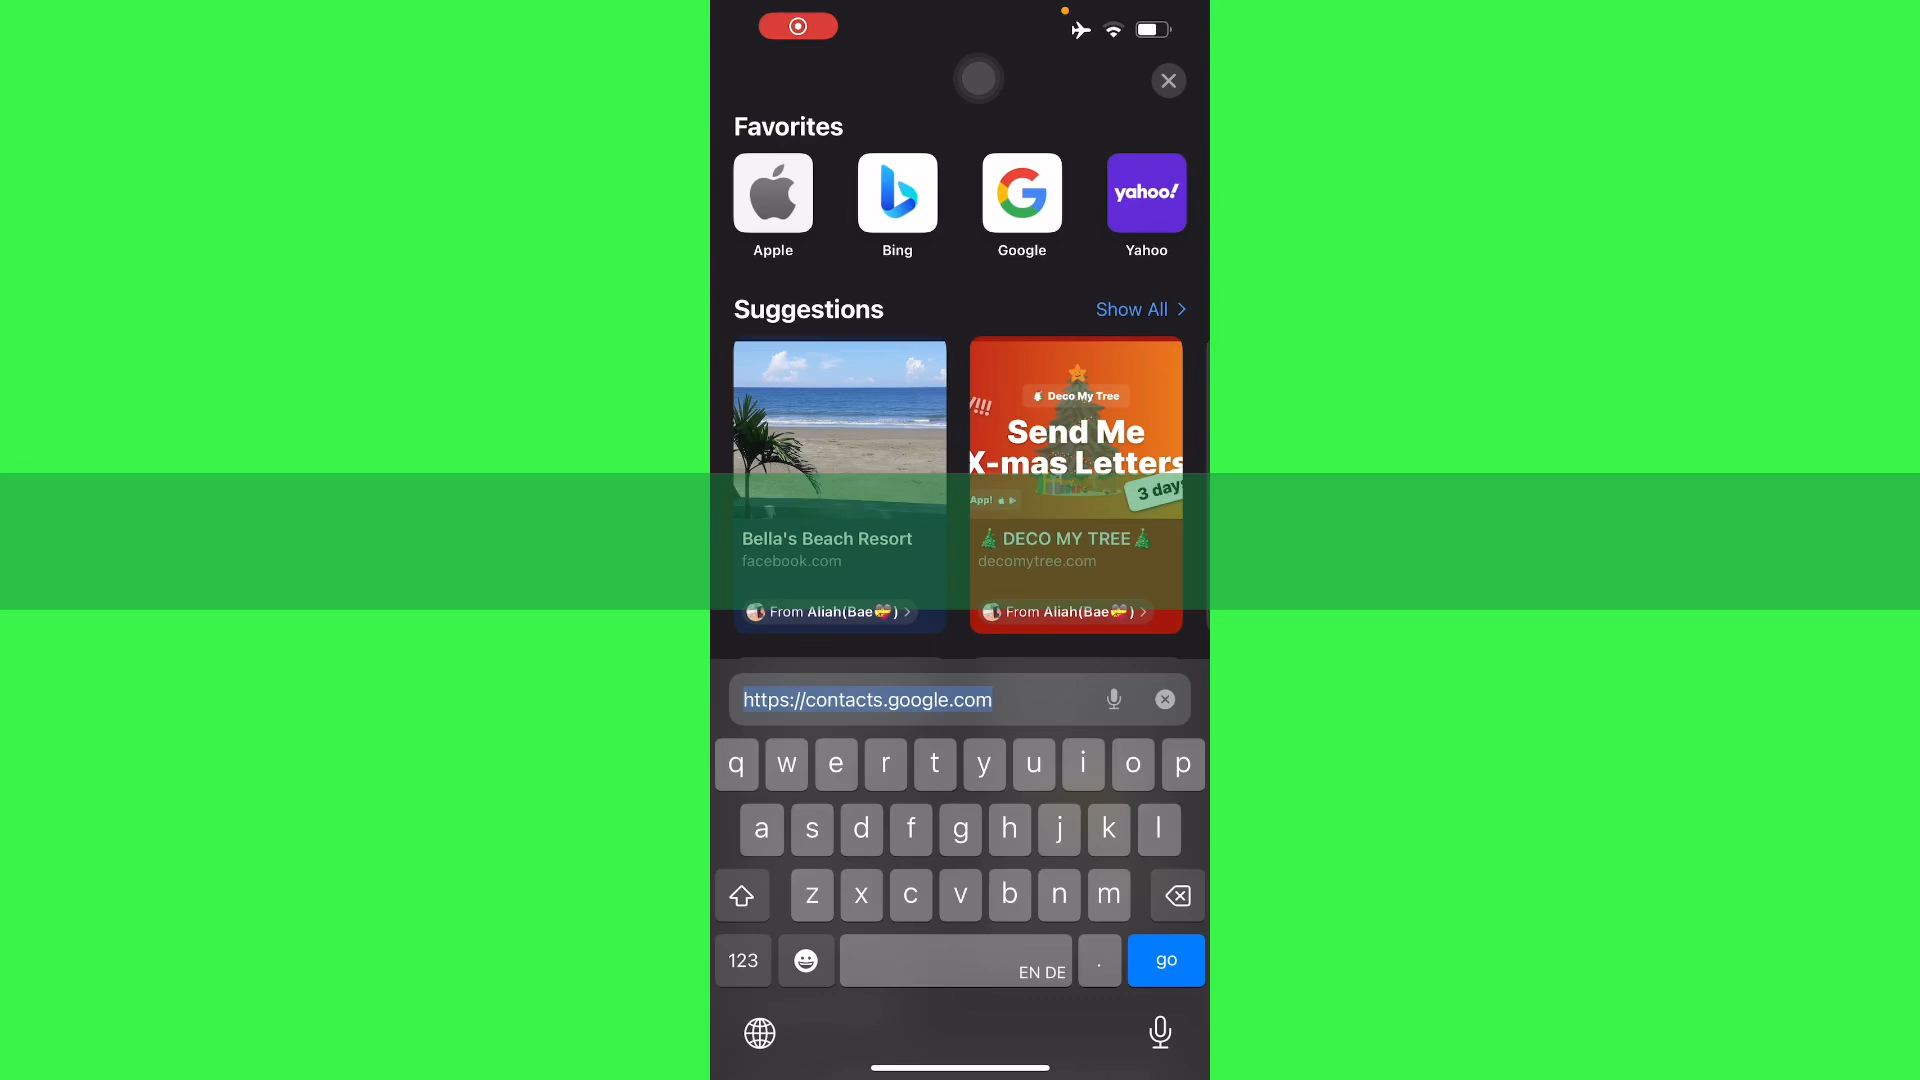 Favorites
yahoo!
Apple
Bing
Google
Yahoo
Suggestions
Show All
Deco My Tree
Send Me
X-mas Letters
App!
3 days
Bella's Beach Resort
facebook.com
From Aliah(Bae💝)
🎄 DECO MY TREE🎄
decomytree.com
From Aliah(Bae💝)
https://contacts.google.com
q w e r t y u i o p
a s d f g h j k l
z x c v b n m
123
EN DE
.
go